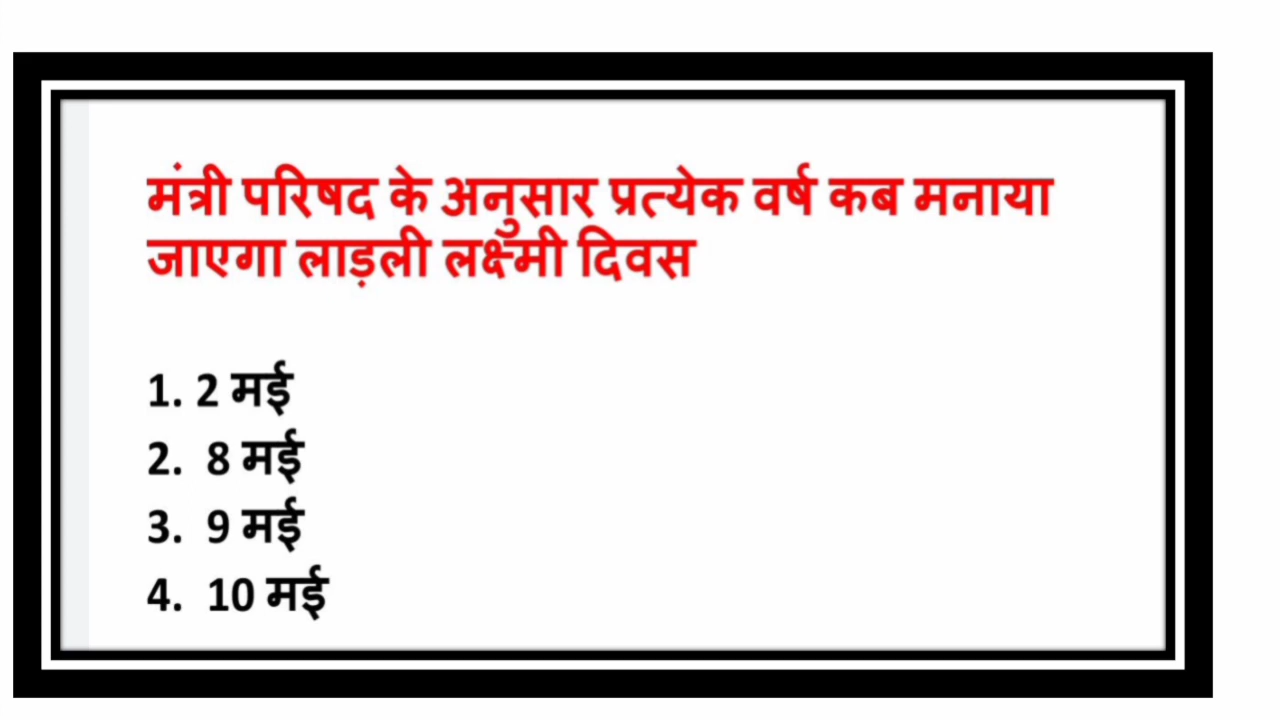 मंत्री परिषद के अनुसार प्रत्येक वर्ष कब मनाया
जाएगा लाड़ली लक्ष्मी दिवस
1. 2 मई
2. 8 मई
3. 9 मई
4. 10 मई